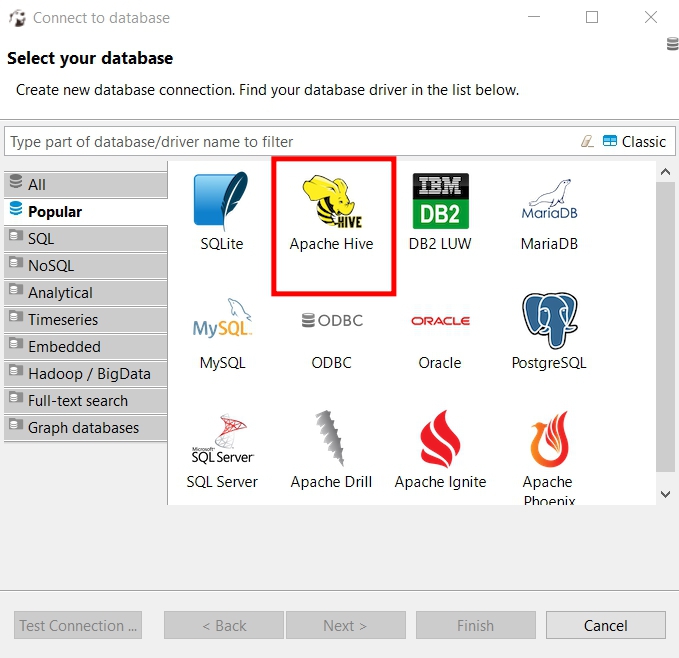 Connect to database
Select your database
Create new database connection. Find your database driver in the list below.
Type part of database/driver name to filter
Classic
All
Popular
SQL
NoSQL
Analytical
Timeseries
Embedded
Hadoop / BigData
Full-text search
Graph databases
SQLite
HIVE
Apache Hive
IBM
DB2
DB2 LUW
MariaDB
MariaDB
MySQL
MySQL
ODBC
ODBC
ORACLE
Oracle
PostgreSQL
Microsoft
SQL Server
SQL Server
Apache Drill
Apache Ignite
Apache
Phoenix
Test Connection ...
< Back
Next >
Finish
Cancel